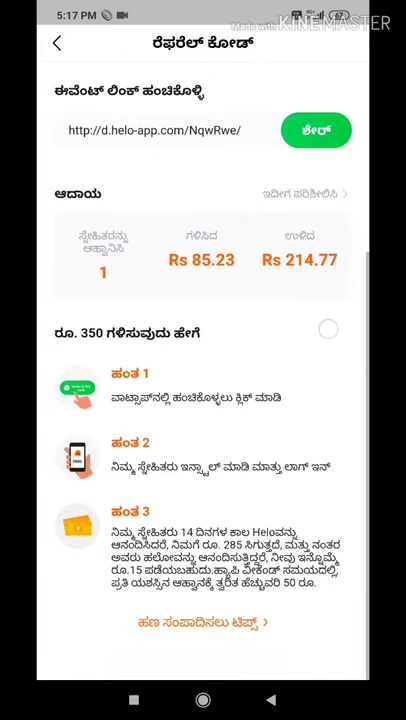 5:17 PM
4G+
67
Made with KINEMASTER
ರೆಫರೆಲ್ ಕೋಡ್
ಈವೆಂಟ್ ಲಿಂಕ್ ಹಂಚಿಕೊಳ್ಳಿ
http://d.helo-app.com/NqwRwe/
ಶೇರ್
ಆದಾಯ
ಇದೀಗ ಪರಿಶೀಲಿಸಿ >
ಸ್ನೇಹಿತರನ್ನು
ಆಹ್ವಾನಿಸಿ
1
ಗಳಿಸಿದ
Rs 85.23
ಉಳಿದ
Rs 214.77
ರೂ. 350 ಗಳಿಸುವುದು ಹೇಗೆ
ಹಂತ 1
ವಾಟ್ಸಾಪ್‌ನಲ್ಲಿ ಹಂಚಿಕೊಳ್ಳಲು ಕ್ಲಿಕ್ ಮಾಡಿ
ಹಂತ 2
ನಿಮ್ಮ ಸ್ನೇಹಿತರು ಇನ್ಸ್ಟಾಲ್ ಮಾಡಿ ಮಾತ್ತು ಲಾಗ್ ಇನ್
ಹಂತ 3
ನಿಮ್ಮ ಸ್ನೇಹಿತರು 14 ದಿನಗಳ ಕಾಲ Heloವನ್ನು
ಆನಂದಿಸಿದರೆ, ನಿಮಗೆ ರೂ. 285 ಸಿಗುತ್ತದೆ, ಮತ್ತು ನಂತರ
ಅವರು ಹಲೋವನ್ನು ಆನಂದಿಸುತ್ತಿದ್ದರೆ, ನೀವು ಇನ್ನೊಮ್ಮೆ
ರೂ.15 ಪಡೆಯಬಹುದು.ಹ್ಯಾಪಿ ವೀಕೆಂಡ್ ಸಮಯದಲ್ಲಿ,
ಪ್ರತಿ ಯಶಸ್ಸಿನ ಆಹ್ವಾನಕ್ಕೆ ತ್ವರಿತ ಹೆಚ್ಚುವರಿ 50 ರೂ.
ಹಣ ಸಂಪಾದಿಸಲು ಟಿಪ್ಸ್ >